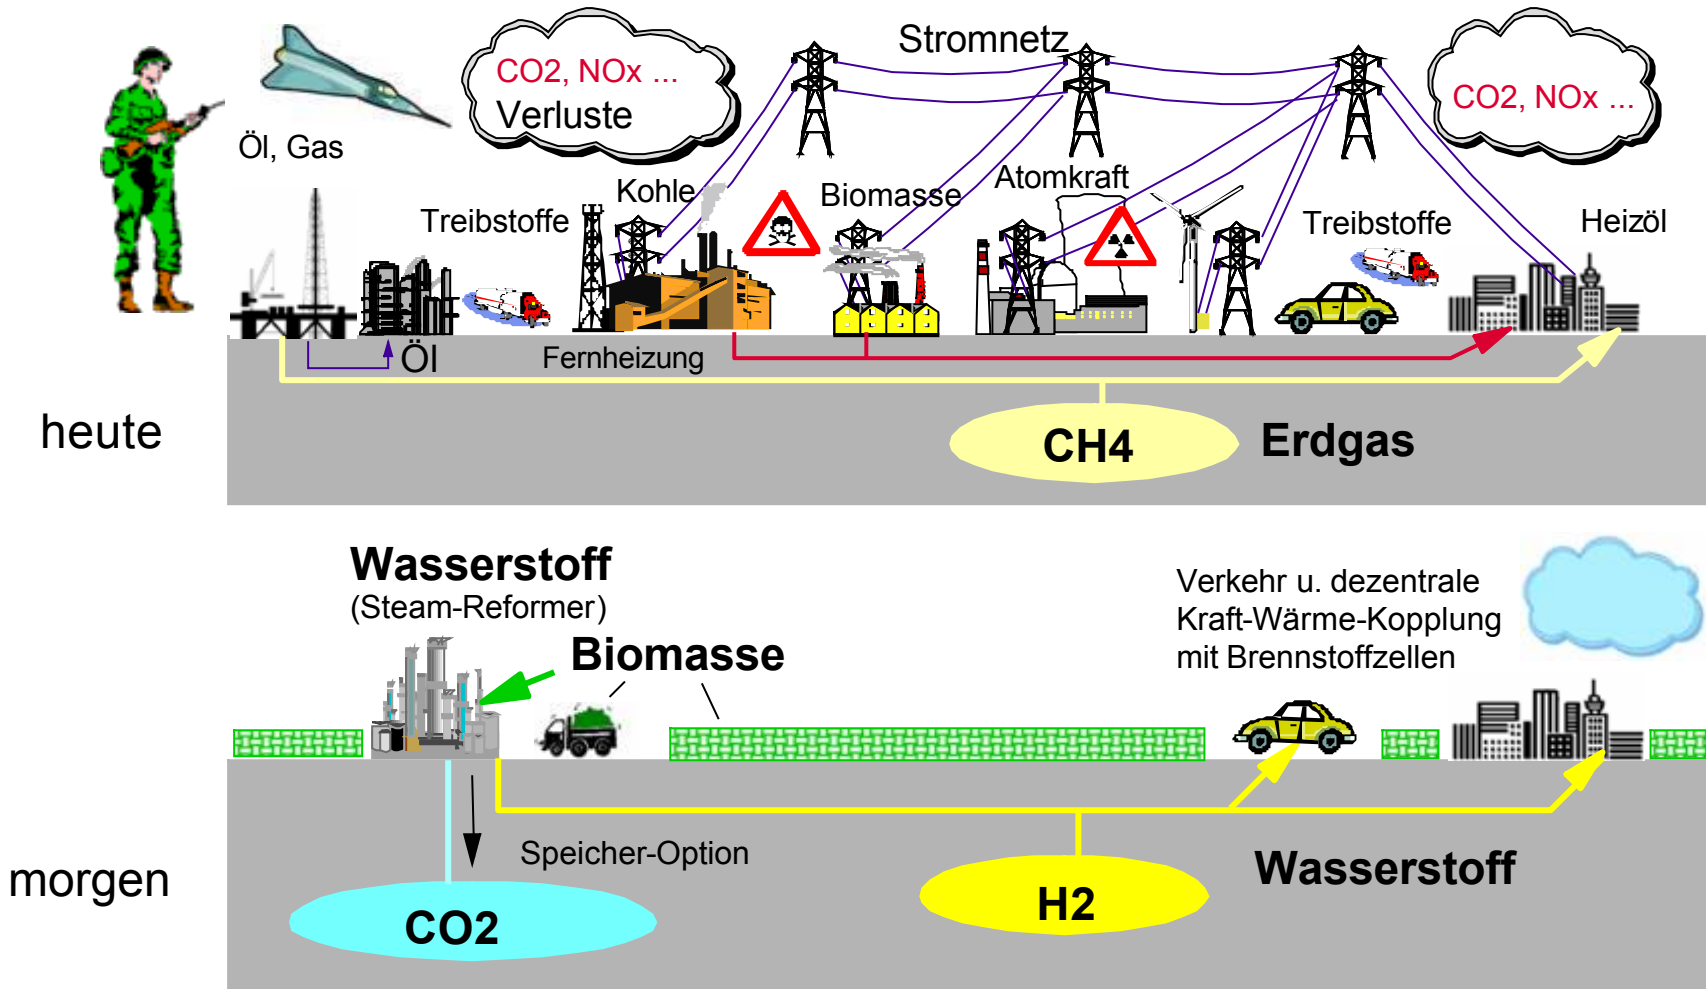 CO2, NOx ...
Verluste
Stromnetz
CO2, NOx ...
Öl, Gas
Kohle
Biomasse
Atomkraft
Treibstoffe
Treibstoffe
Heizöl
Öl
Fernheizung
heute
CH4
Erdgas
Wasserstoff
(Steam-Reformer)
Biomasse
Verkehr u. dezentrale
Kraft-Wärme-Kopplung
mit Brennstoffzellen
Speicher-Option
morgen
Wasserstoff
CO2
H2